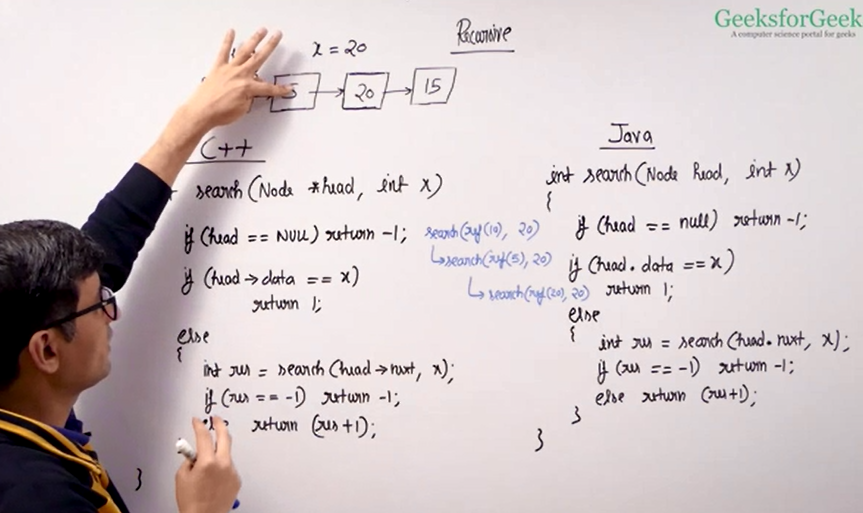 GeeksforGeek
A computer science portal for geeks
x = 20
Recursive
5 → 20 → 15
C++
search(Node *head, int x)
if (head == NULL) return -1;
if (head→data == x)
return 1;
else
{
int res = search(head→next, x);
if (res == -1) return -1;
else return (res+1);
}
search(ref(10), 20)
↳search(ref(5), 20)
↳search(ref(20), 20)
Java
int search(Node head, int x)
{
if (head == null) return -1;
if (head.data == x)
return 1;
else
{
int res = search(head.next, x);
if (res == -1) return -1;
else return (res+1);
}
}